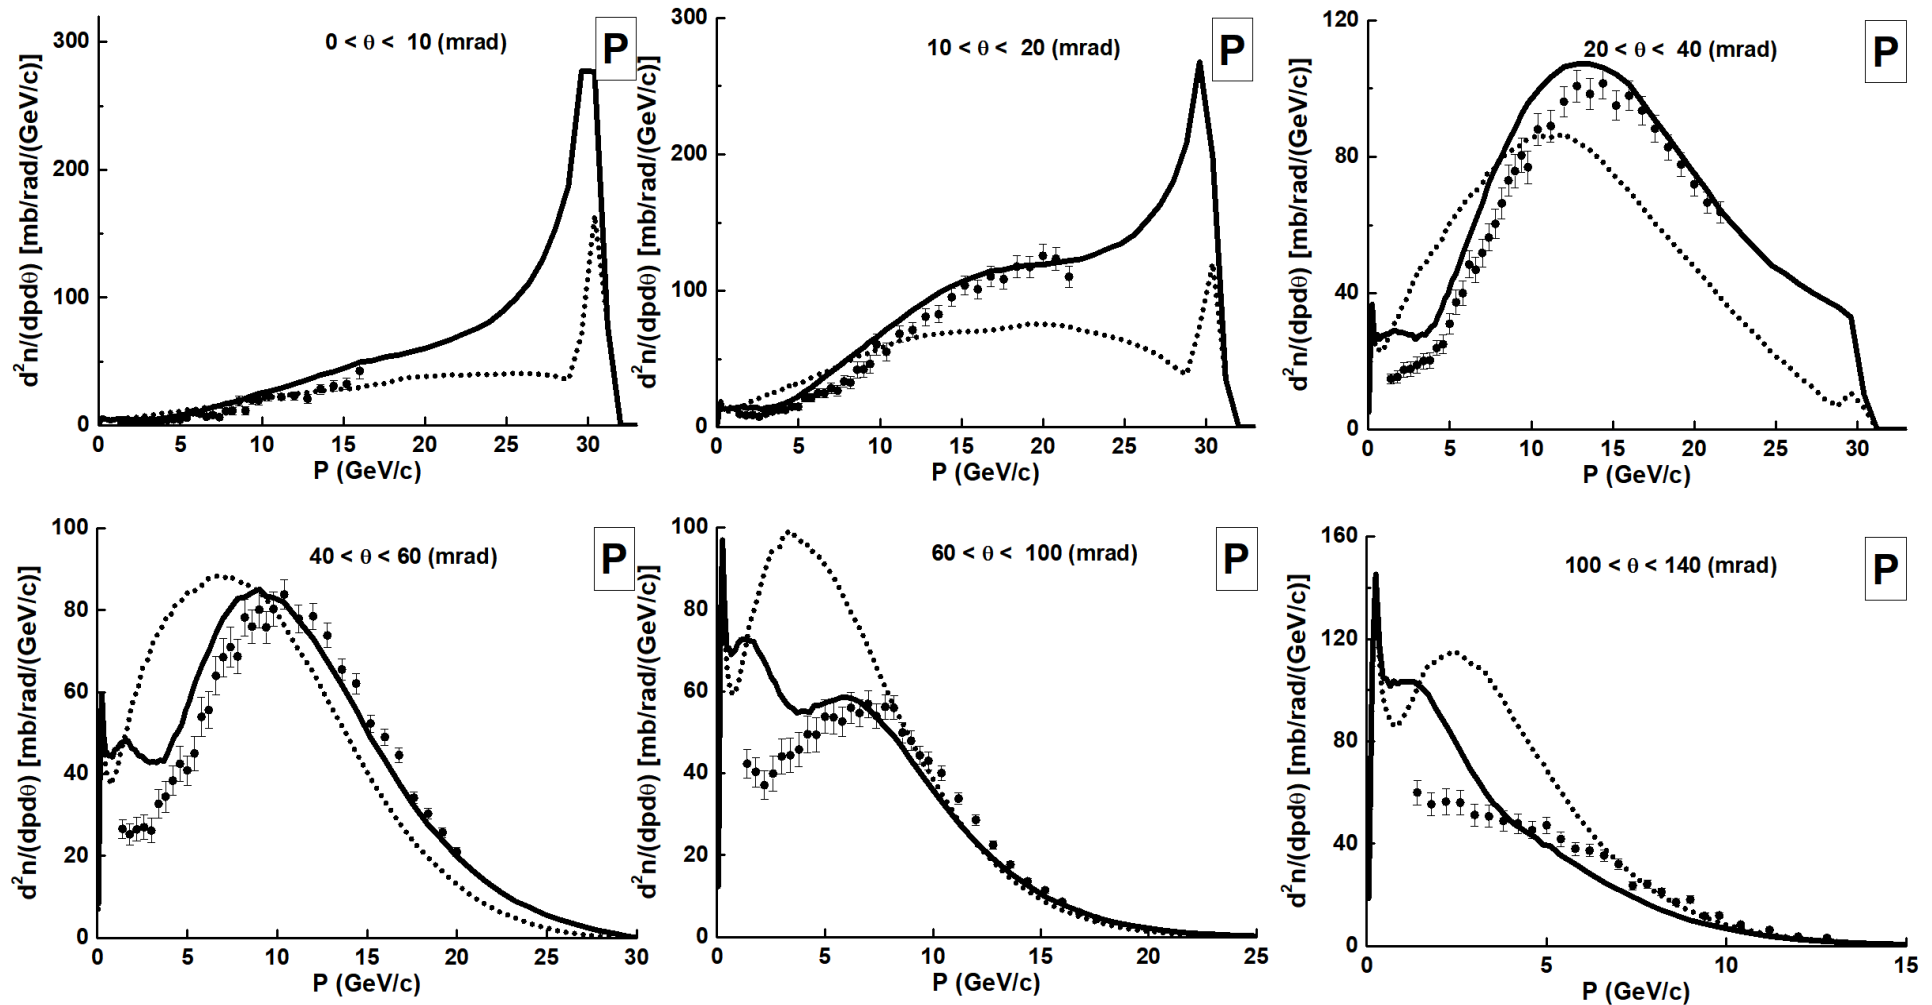 0 < θ < 10 (mrad)
P
d²n/(dpdθ) [mb/rad/(GeV/c)]
300
200
100
0
0 5 10 15 20 25 30
P (GeV/c)
10 < θ < 20 (mrad)
P
d²n/(dpdθ) [mb/rad/(GeV/c)]
300
200
100
0
0 5 10 15 20 25 30
P (GeV/c)
20 < θ < 40 (mrad)
P
d²n/(dpdθ) [mb/rad/(GeV/c)]
120
80
40
0
0 5 10 15 20 25 30
P (GeV/c)
40 < θ < 60 (mrad)
P
d²n/(dpdθ) [mb/rad/(GeV/c)]
100
80
60
40
20
0
0 5 10 15 20 25 30
P (GeV/c)
60 < θ < 100 (mrad)
P
d²n/(dpdθ) [mb/rad/(GeV/c)]
100
80
60
40
20
0
0 5 10 15 20 25
P (GeV/c)
100 < θ < 140 (mrad)
P
d²n/(dpdθ) [mb/rad/(GeV/c)]
160
120
80
40
0
0 5 10 15
P (GeV/c)